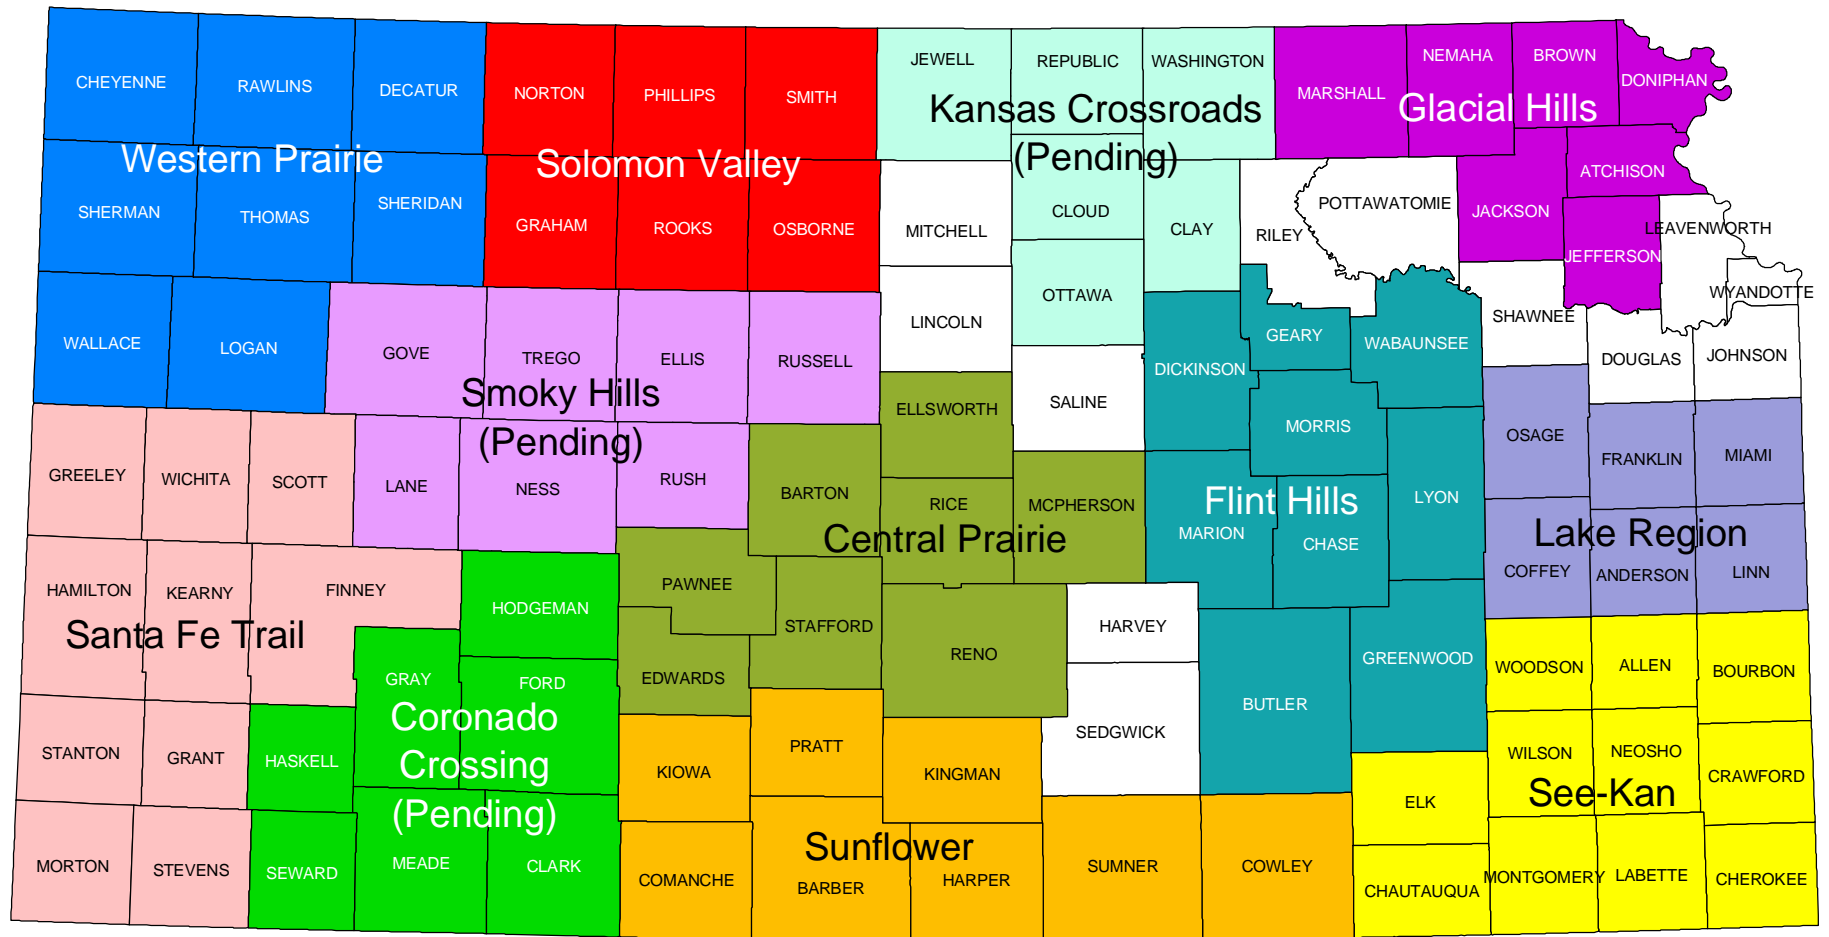 CHEYENNE
RAWLINS
DECATUR
NORTON
PHILLIPS
SMITH
JEWELL
REPUBLIC
WASHINGTON
MARSHALL
NEMAHA
BROWN
DONIPHAN
Western Prairie
Solomon Valley
Kansas Crossroads
(Pending)
Glacial Hills
SHERMAN
THOMAS
SHERIDAN
GRAHAM
ROOKS
OSBORNE
MITCHELL
CLOUD
CLAY
RILEY
POTTAWATOMIE
JACKSON
ATCHISON
JEFFERSON
LEAVENWORTH
WYANDOTTE
WALLACE
LOGAN
GOVE
TREGO
ELLIS
RUSSELL
LINCOLN
OTTAWA
DICKINSON
GEARY
WABAUNSEE
SHAWNEE
DOUGLAS
JOHNSON
Smoky Hills
(Pending)
ELLSWORTH
SALINE
MORRIS
OSAGE
FRANKLIN
MIAMI
GREELEY
WICHITA
SCOTT
LANE
NESS
RUSH
BARTON
RICE
MCPHERSON
MARION
Flint Hills
CHASE
LYON
Central Prairie
Lake Region
COFFEY
ANDERSON
LINN
HAMILTON
KEARNY
FINNEY
HODGEMAN
PAWNEE
STAFFORD
EDWARDS
RENO
HARVEY
Santa Fe Trail
GRAY
FORD
Coronado
Crossing
(Pending)
SEDGWICK
BUTLER
GREENWOOD
WOODSON
ALLEN
BOURBON
STANTON
GRANT
HASKELL
KIOWA
PRATT
KINGMAN
WILSON
NEOSHO
CRAWFORD
ELK
See-Kan
MORTON
STEVENS
SEWARD
MEADE
CLARK
COMANCHE
Sunflower
BARBER
HARPER
SUMNER
COWLEY
CHAUTAUQUA
MONTGOMERY
LABETTE
CHEROKEE